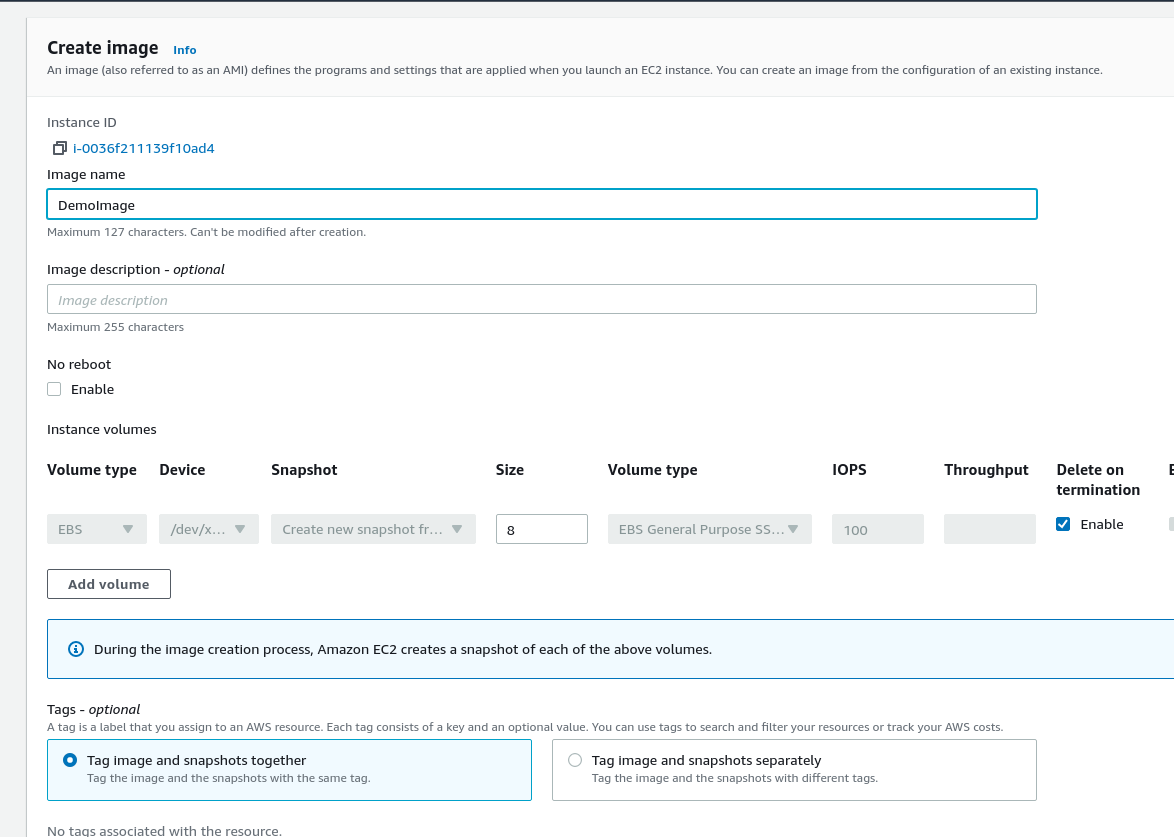 Create image Info
An image (also referred to as an AMI) defines the programs and settings that are applied when you launch an EC2 instance. You can create an image from the configuration of an existing instance.
Instance ID
i-0036f211139f10ad4
Image name
DemoImage
Maximum 127 characters. Can't be modified after creation.
Image description - optional
Image description
Maximum 255 characters
No reboot
Enable
Instance volumes
Volume type Device Snapshot Size Volume type IOPS Throughput Delete on termination
EBS /dev/x... Create new snapshot fr... 8 EBS General Purpose SS... 100 Enable
Add volume
During the image creation process, Amazon EC2 creates a snapshot of each of the above volumes.
Tags - optional
A tag is a label that you assign to an AWS resource. Each tag consists of a key and an optional value. You can use tags to search and filter your resources or track your AWS costs.
Tag image and snapshots together
Tag the image and the snapshots with the same tag.
Tag image and snapshots separately
Tag the image and the snapshots with different tags.
No tags associated with the resource.